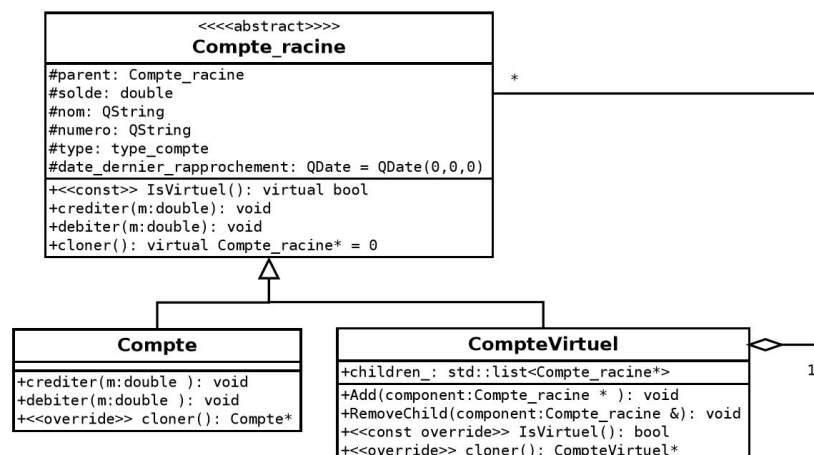 <<<<abstract>>>>
Compte_racine
#parent: Compte_racine
#solde: double
#nom: QString
#numero: QString
#type: type_compte
#date_dernier_rapprochement: QDate = QDate(0,0,0)
+<<const>> IsVirtuel(): virtual bool
+crediter(m:double): void
+debiter(m:double): void
+cloner(): virtual Compte_racine* = 0
*
Compte
+crediter(m:double ): void
+debiter(m:double ): void
+<<override>> cloner(): Compte*
CompteVirtuel
+children_: std::list<Compte_racine*>
+Add(component:Compte_racine * ): void
+RemoveChild(component:Compte_racine &): void
+<<const override>> IsVirtuel(): bool
+<<override>> cloner(): CompteVirtuel*
1